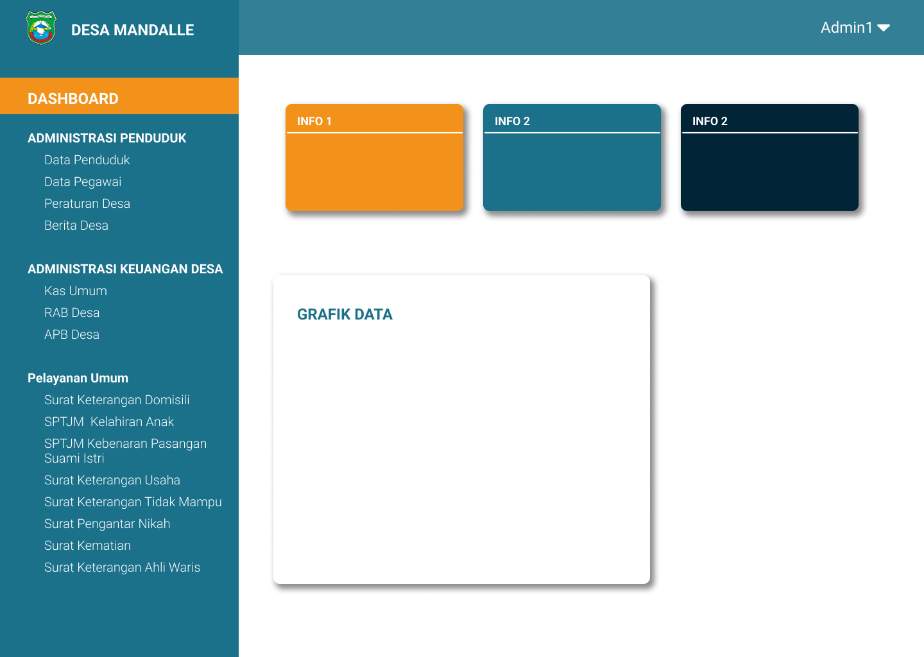 DESA MANDALLE
Admin1
DASHBOARD
ADMINISTRASI PENDUDUK
Data Penduduk
Data Pegawai
Peraturan Desa
Berita Desa
ADMINISTRASI KEUANGAN DESA
Kas Umum
RAB Desa
APB Desa
Pelayanan Umum
Surat Keterangan Domisili
SPTJM  Kelahiran Anak
SPTJM Kebenaran Pasangan
Suami Istri
Surat Keterangan Usaha
Surat Keterangan Tidak Mampu
Surat Pengantar Nikah
Surat Kematian
Surat Keterangan Ahli Waris
INFO 1
INFO 2
INFO 2
GRAFIK DATA